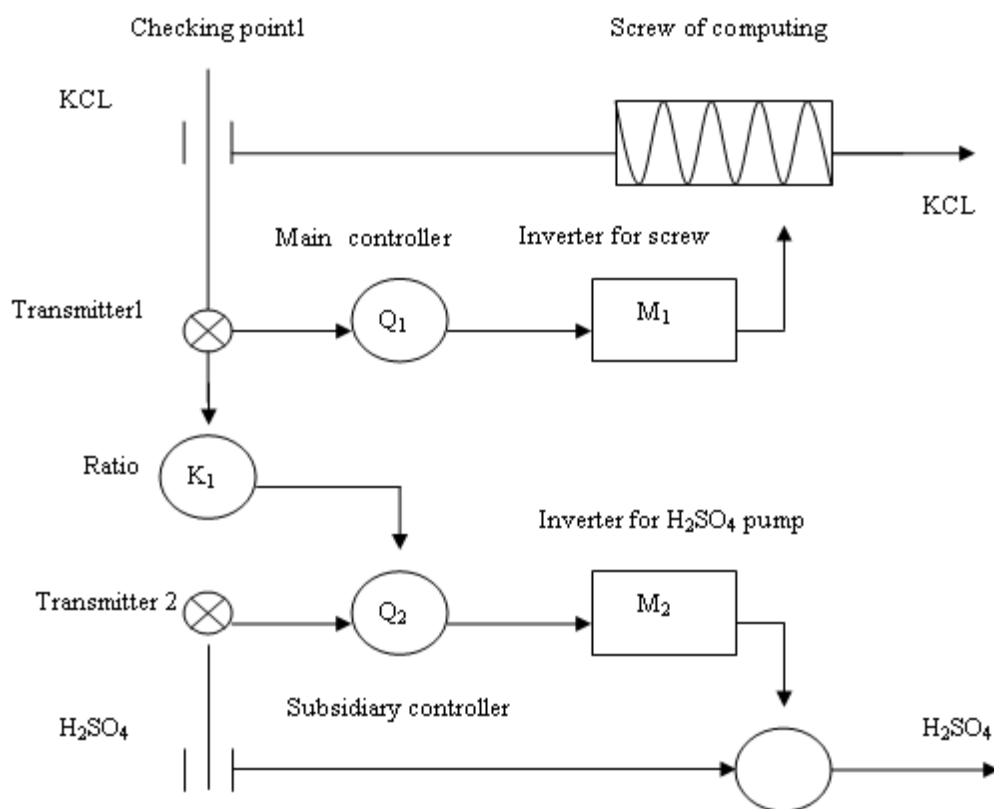 Checking point1
Screw of computing
KCL
KCL
Main controller
Inverter for screw
Transmitter1
Q₁
M₁
Ratio
K₁
Inverter for H₂SO₄ pump
Transmitter 2
Q₂
M₂
Subsidiary controller
H₂SO₄
H₂SO₄